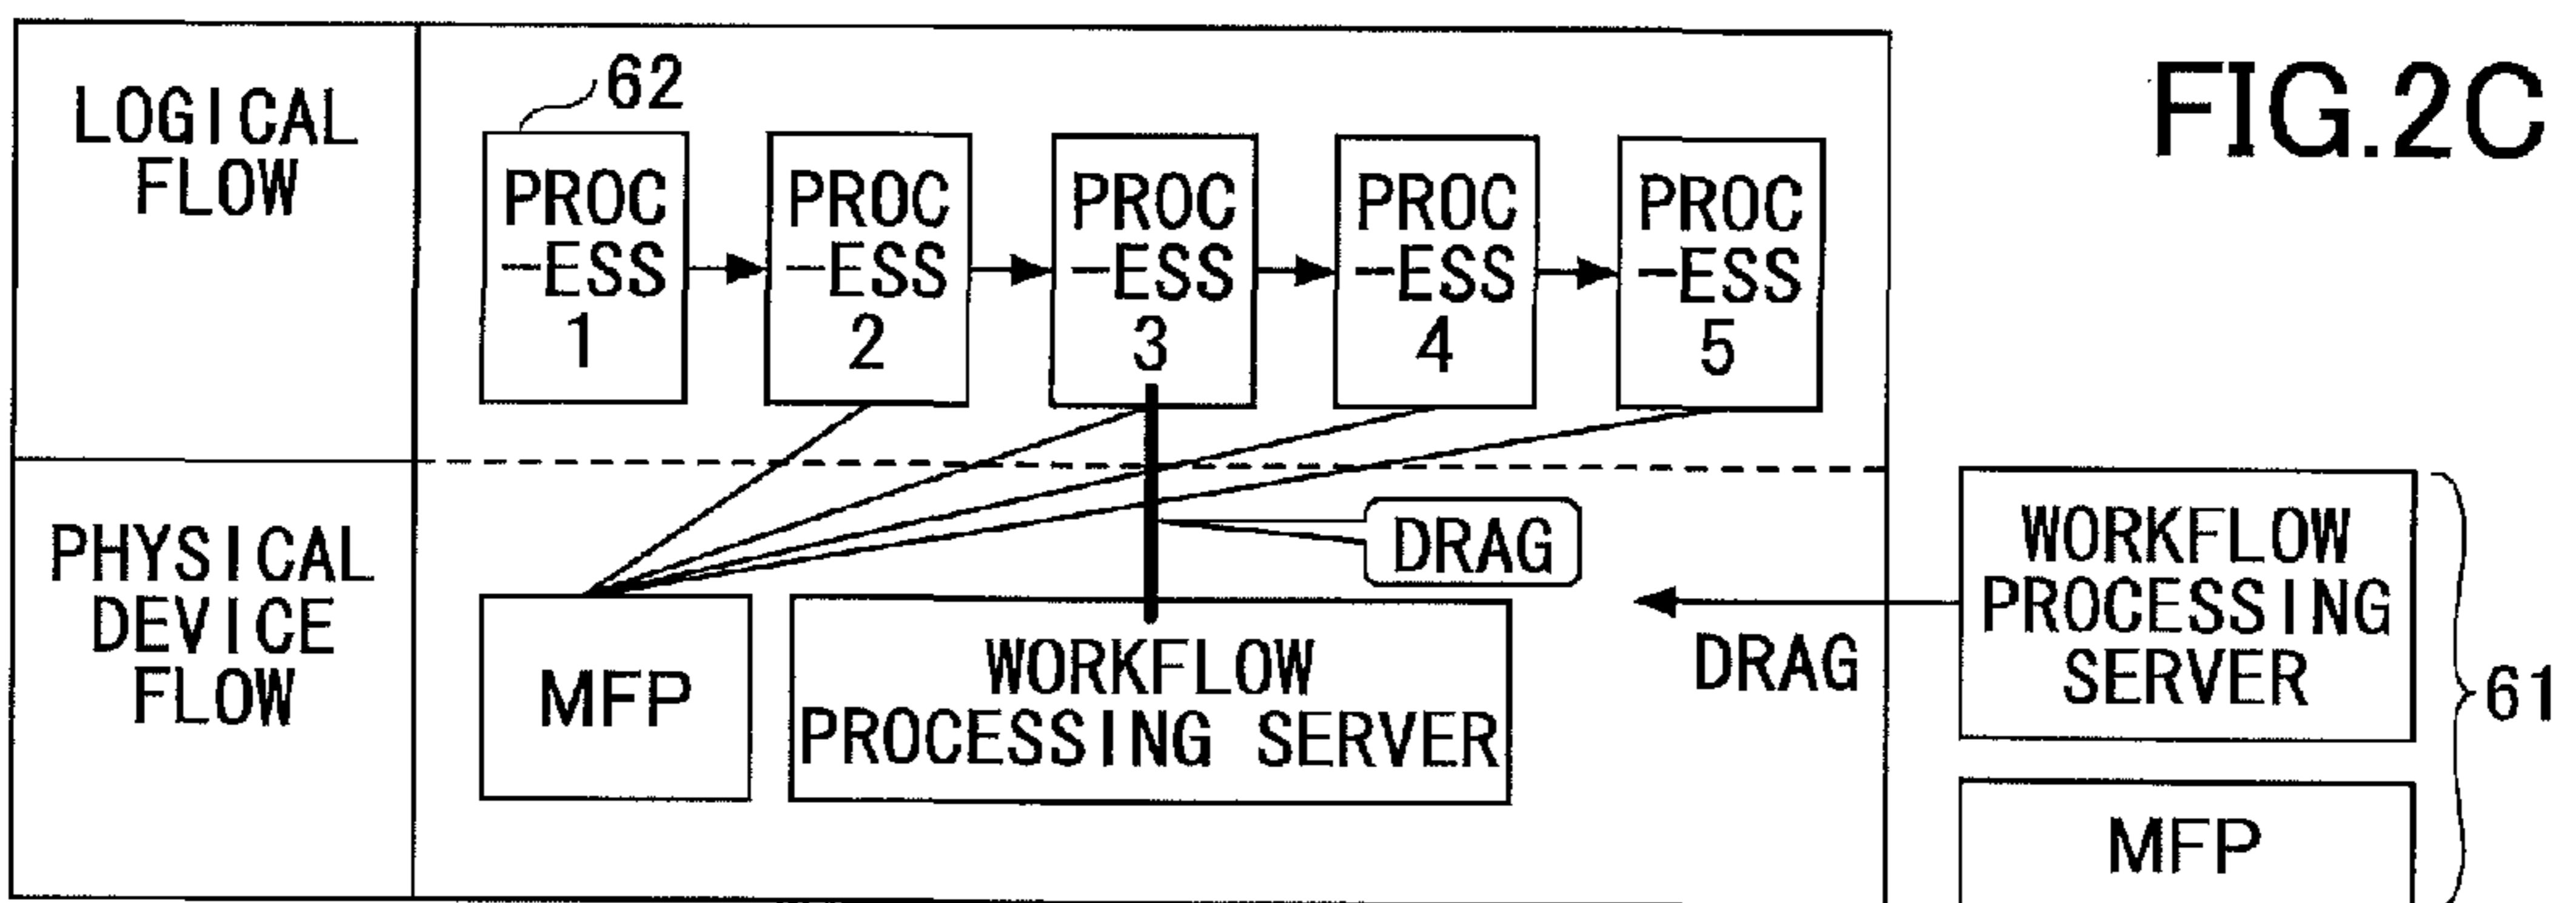 FIG.2C
LOGICAL
FLOW
62
PROC
-ESS
1
PROC
-ESS
2
PROC
-ESS
3
PROC
-ESS
4
PROC
-ESS
5
PHYSICAL
DEVICE
FLOW
DRAG
MFP
WORKFLOW
PROCESSING SERVER
DRAG
WORKFLOW
PROCESSING
SERVER
MFP
61